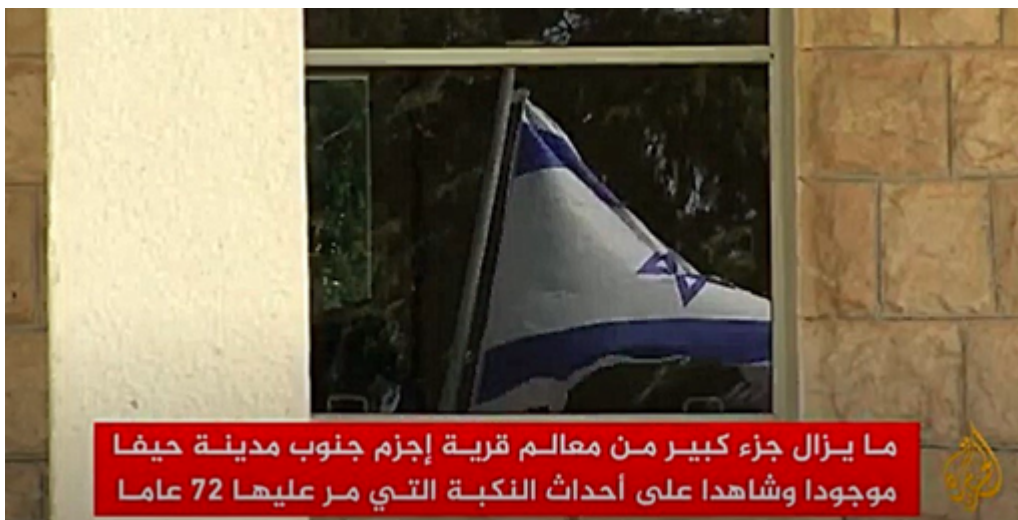 ما يزال جزء كبير من معالم قرية إجزم جنوب مدينة حيفا
موجودا وشاهدا على أحداث النكبة التي مر عليها 72 عاما
الجزيرة